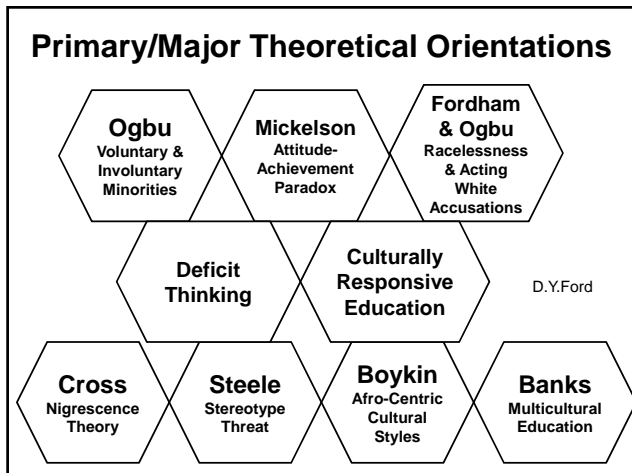 Primary/Major Theoretical Orientations
Ogbu
Voluntary &
Involuntary
Minorities
Mickelson
Attitude-
Achievement
Paradox
Fordham
& Ogbu
Racelessness
& Acting
White
Accusations
Deficit
Thinking
Culturally
Responsive
Education
D.Y.Ford
Cross
Nigrescence
Theory
Steele
Stereotype
Threat
Boykin
Afro-Centric
Cultural
Styles
Banks
Multicultural
Education